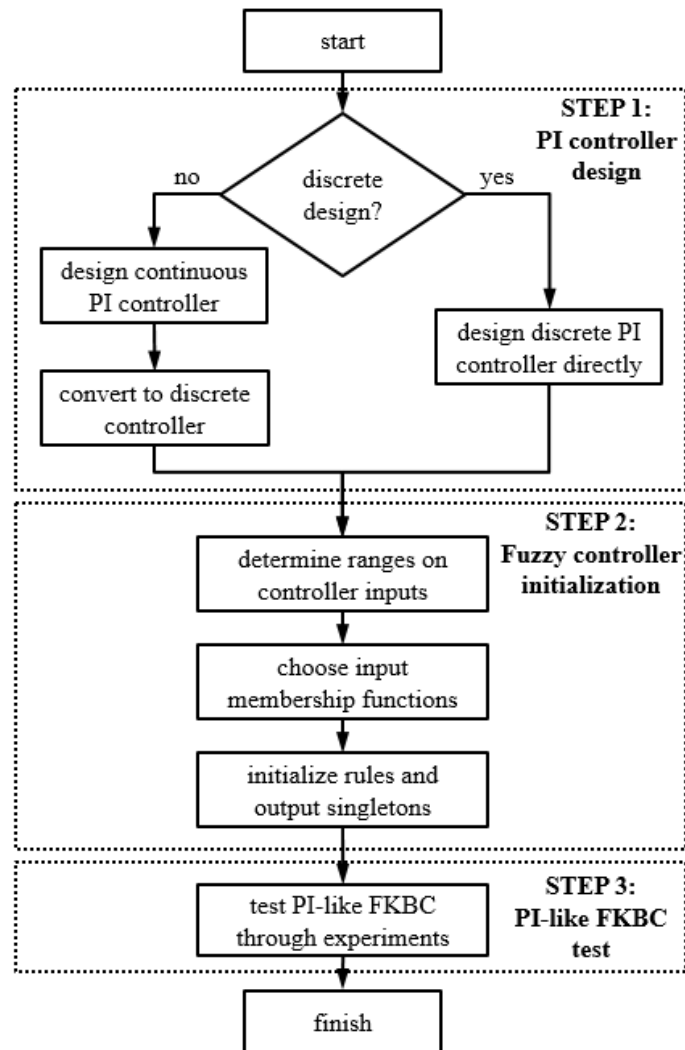 start
STEP 1:
PI controller
design
discrete
design?
no
yes
design continuous
PI controller
design discrete PI
controller directly
convert to discrete
controller
STEP 2:
Fuzzy controller
initialization
determine ranges on
controller inputs
choose input
membership functions
initialize rules and
output singletons
STEP 3:
PI-like FKBC
test
test PI-like FKBC
through experiments
finish